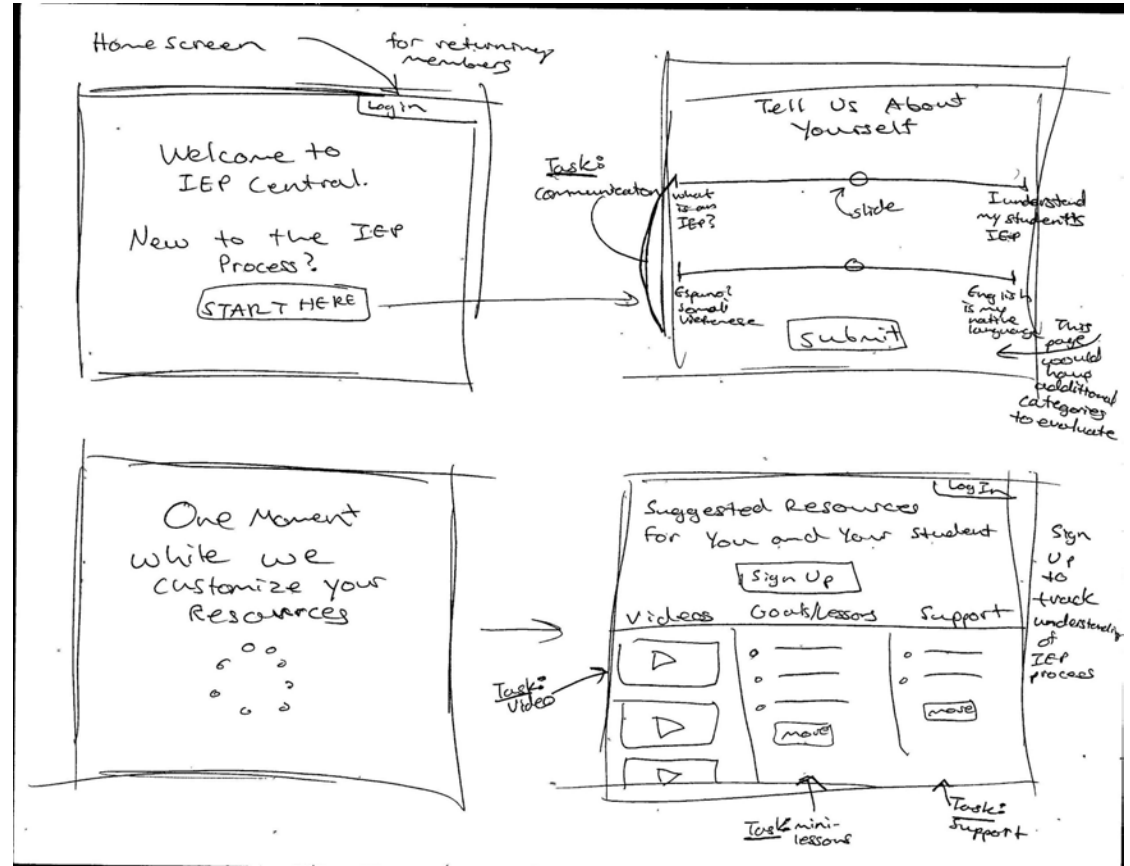 Home Screen
for returning
members
Login
Welcome to
IEP Central.
New to the IEP
Process?
START HERE
Tell Us About
Yourself
Task:
Communication
what
is an
IEP?
slide
I understand
my student's
IEP
Somali
Vietnamese
English
is my
native
language
Submit
This
page
would
have
additional
categories
to evaluate
One Moment
while we
customize your
Resources
Log In
Suggested Resources
for You and Your Student
Sign Up
Videos Goals/Lessons Support
more
more
Task:
Video
Task: mini-
lessons
Task:
Support
Sign
Up
to
track
understanding
of
IEP
process